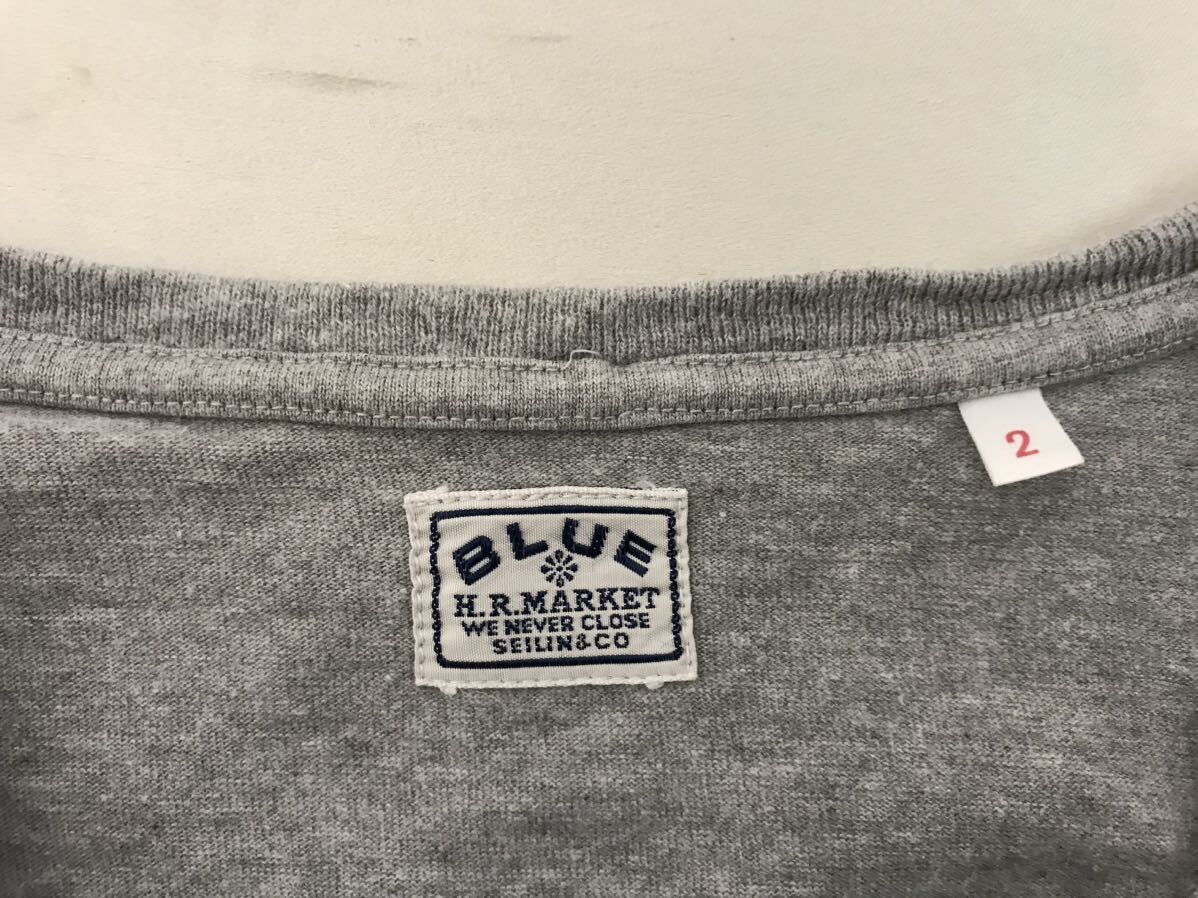 2
BLUE
H.R.MARKET
WE NEVER CLOSE
SEILIN&CO